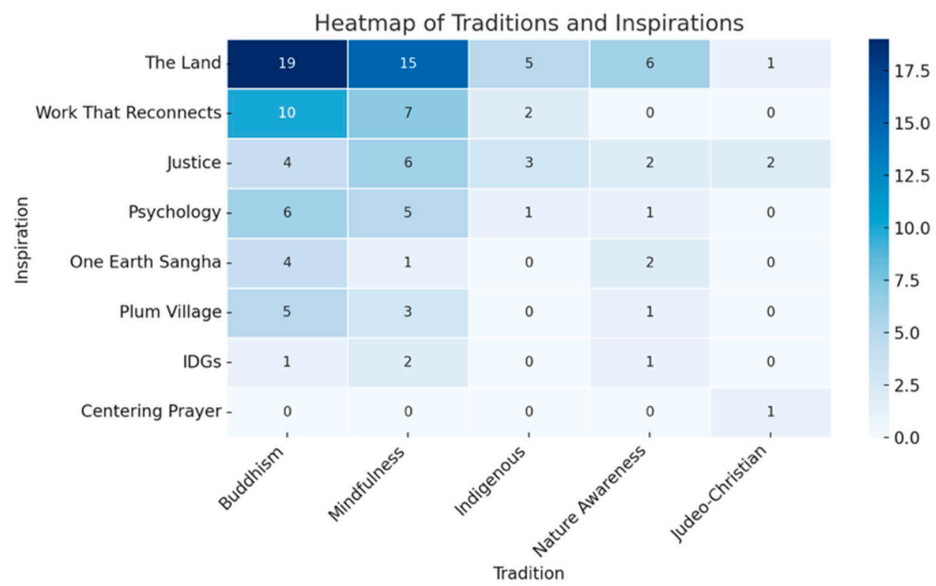 Heatmap of Traditions and Inspirations
The Land 19 15 5 6 1
Work That Reconnects 10 7 2 0 0
Justice 4 6 3 2 2
Psychology 6 5 1 1 0
One Earth Sangha 4 1 0 2 0
Plum Village 5 3 0 1 0
IDGs 1 2 0 1 0
Centering Prayer 0 0 0 0 1
Inspiration
Buddhism Mindfulness Indigenous Nature Awareness Judeo-Christian
Tradition
17.5
15.0
12.5
10.0
7.5
5.0
2.5
0.0